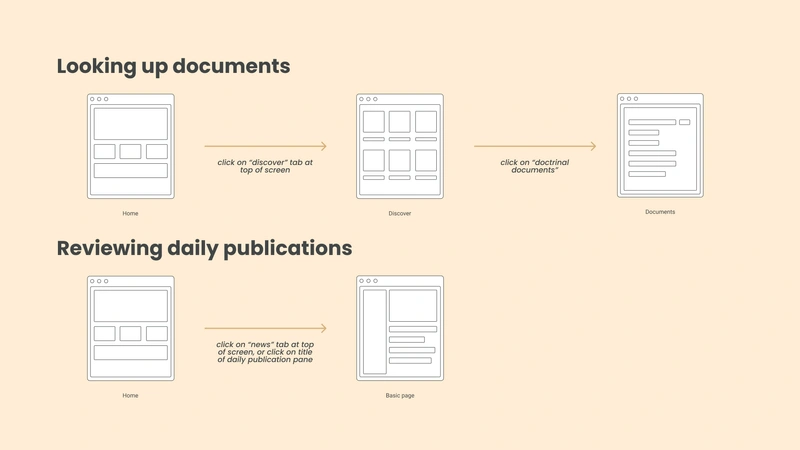 Looking up documents
click on “discover” tab at
top of screen
click on “doctrinal
documents”
Home
Discover
Documents
Reviewing daily publications
click on “news” tab at top
of screen, or click on title
of daily publication pane
Home
Basic page